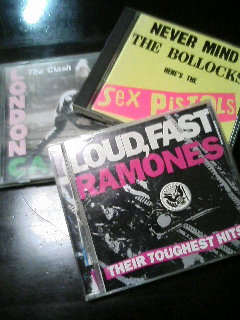 The Clash
LONDON
CA
NEVER MIND
THE BOLLOCKS
HERE'S THE
SEX PISTOLS
LOUD, FAST
RAMONES
THEIR TOUGHEST HITS